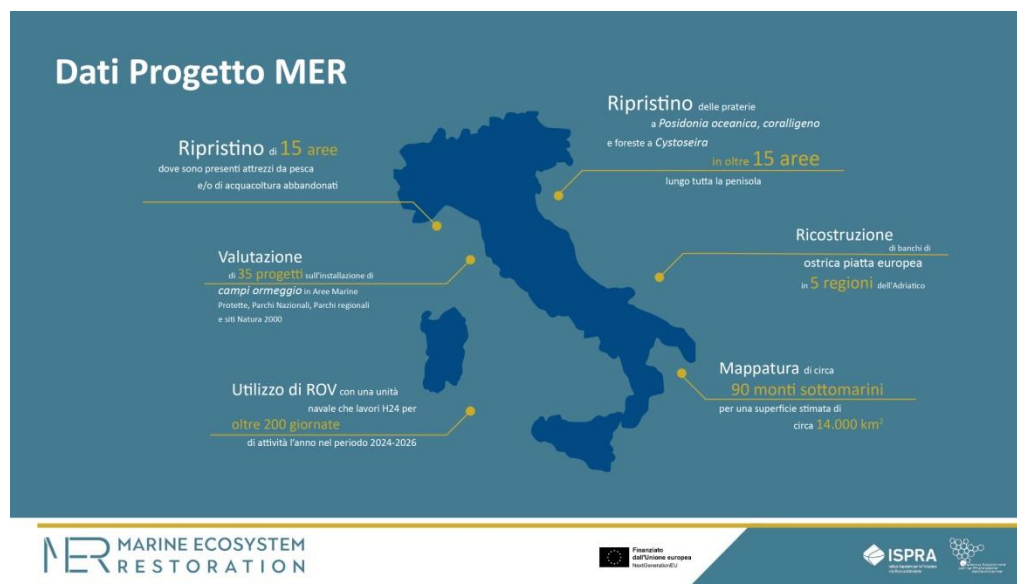 Dati Progetto MER
Ripristino di 15 aree
dove sono presenti attrezzi da pesca
e/o di acquacoltura abbandonati
Ripristino delle praterie
a Posidonia oceanica, coralligeno
e foreste a Cystoseira
in oltre 15 aree
lungo tutta la penisola
Valutazione
di 35 progetti sull'installazione di
campi ormeggio in Aree Marine
Protette, Parchi Nazionali, Parchi regionali
e siti Natura 2000
Ricostruzione
di banchi di
ostrica piatta europea
in 5 regioni dell'Adriatico
Utilizzo di ROV con una unità
navale che lavori H24 per
oltre 200 giornate
di attività l'anno nel periodo 2024-2026
Mappatura di circa
90 monti sottomarini
per una superficie stimata di
circa 14.000 km²
MER MARINE ECOSYSTEM
RESTORATION
Finanziato
dall'Unione europea
NextGenerationEU
ISPRA